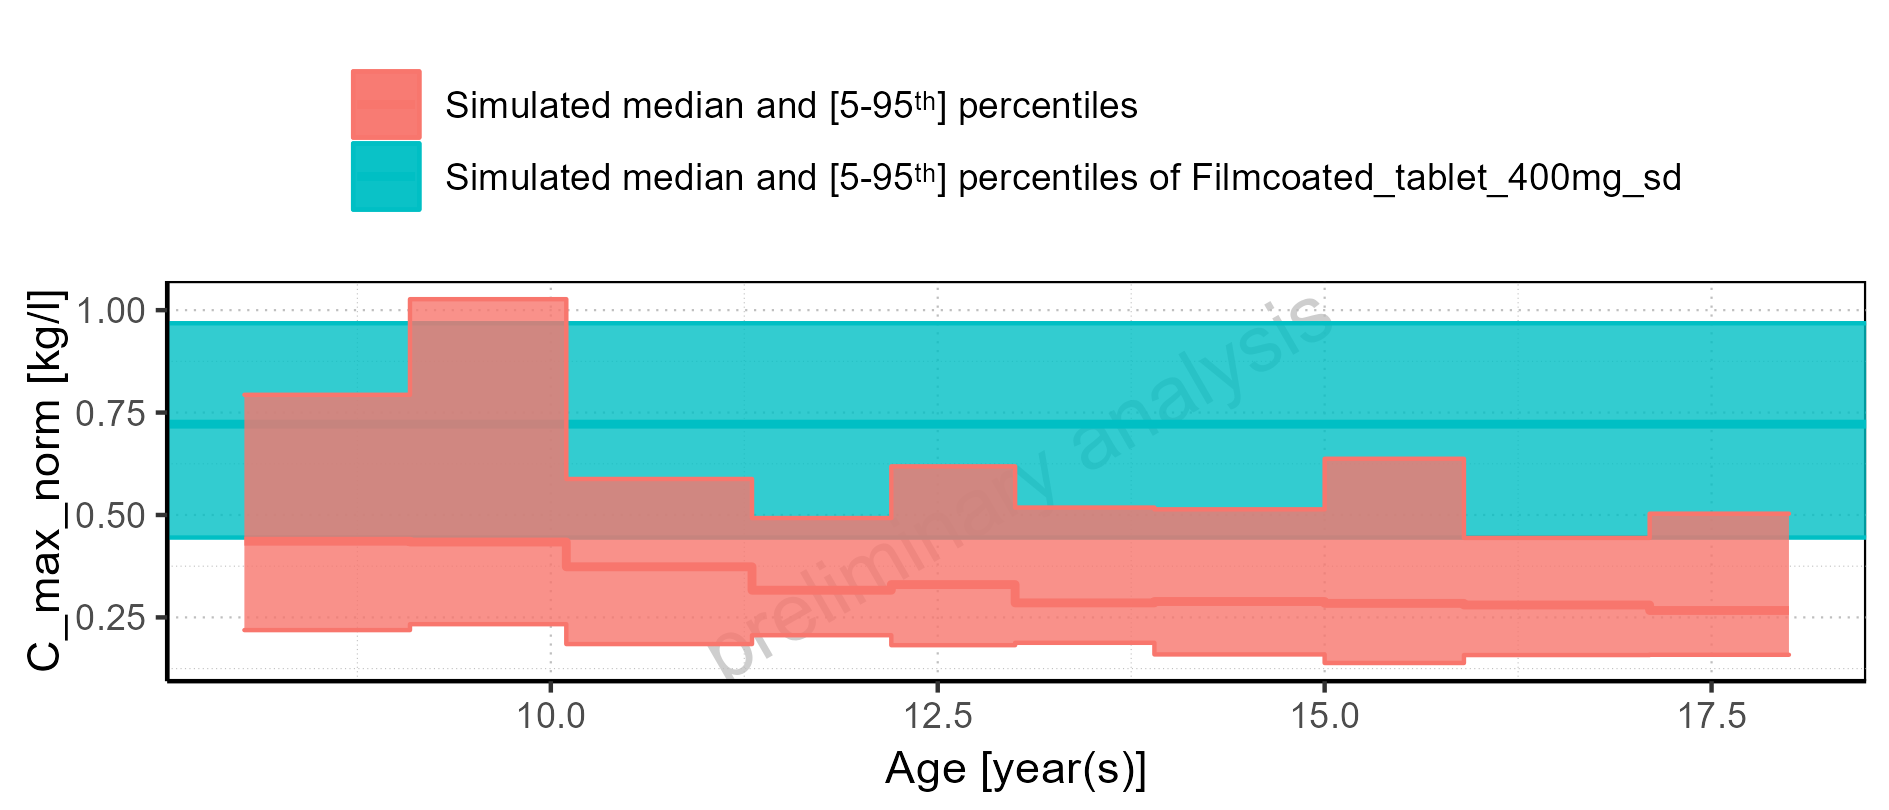 Simulated median and [5-95th] percentiles
Simulated median and [5-95th] percentiles of Filmcoated_tablet_400mg_sd
C_max_norm [kg/l]
1.00
0.75
0.50
0.25
preliminary analysis
10.0
12.5
15.0
17.5
Age [year(s)]